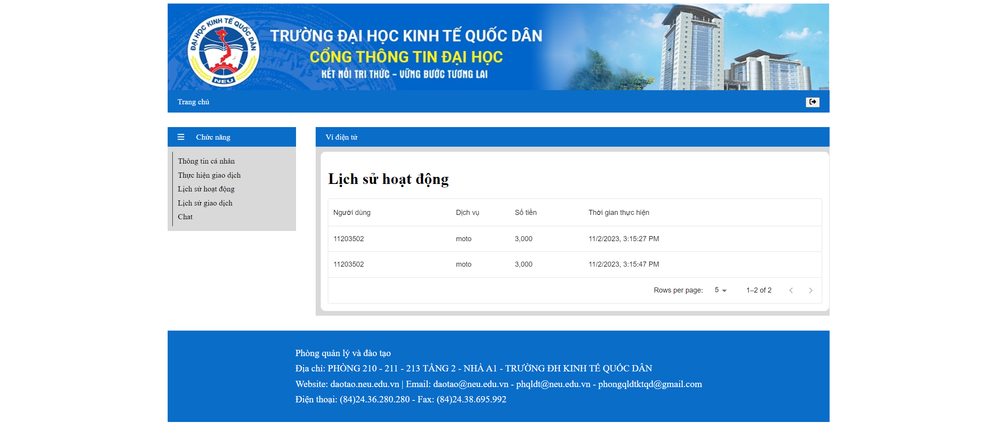 ĐẠI HỌC KINH TẾ QUỐC DÂN
NEU
TRƯỜNG ĐẠI HỌC KINH TẾ QUỐC DÂN
CỔNG THÔNG TIN ĐẠI HỌC
KẾT NỐI TRI THỨC – VỮNG BƯỚC TƯƠNG LAI
Trang chủ
Chức năng
Thông tin cá nhân
Thực hiện giao dịch
Lịch sử hoạt động
Lịch sử giao dịch
Chat
Ví điện tử
Lịch sử hoạt động
Người dùng Dịch vụ Số tiền Thời gian thực hiện
11203502 moto 3,000 11/2/2023, 3:15:27 PM
11203502 moto 3,000 11/2/2023, 3:15:47 PM
Rows per page: 5 1–2 of 2
Phòng quản lý và đào tạo
Địa chỉ: PHÒNG 210 - 211 - 213 TẦNG 2 - NHÀ A1 - TRƯỜNG ĐH KINH TẾ QUỐC DÂN
Website: daotao.neu.edu.vn | Email: daotao@neu.edu.vn - phqldt@neu.edu.vn - phongqldtktqd@gmail.com
Điện thoại: (84)24.36.280.280 - Fax: (84)24.38.695.992